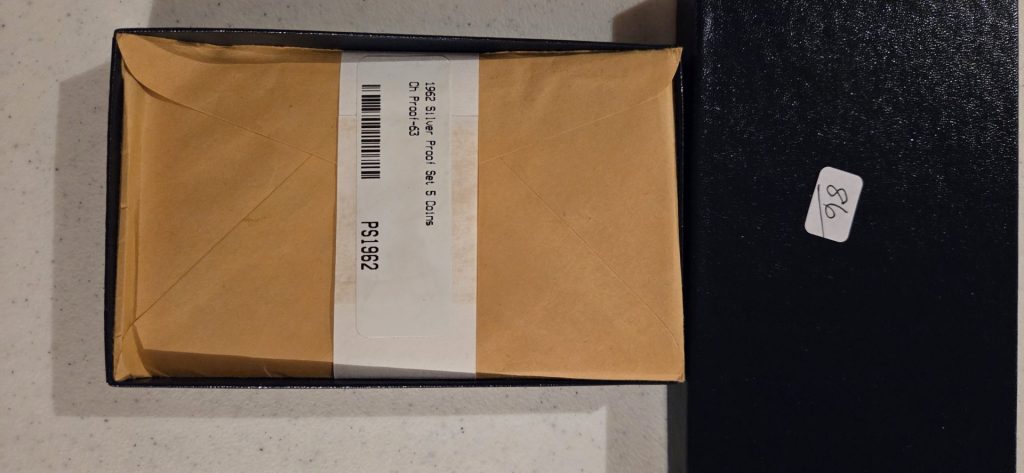 1962 Silver Proof Set 5 Coins
Ch Proof-63
PS1962
86